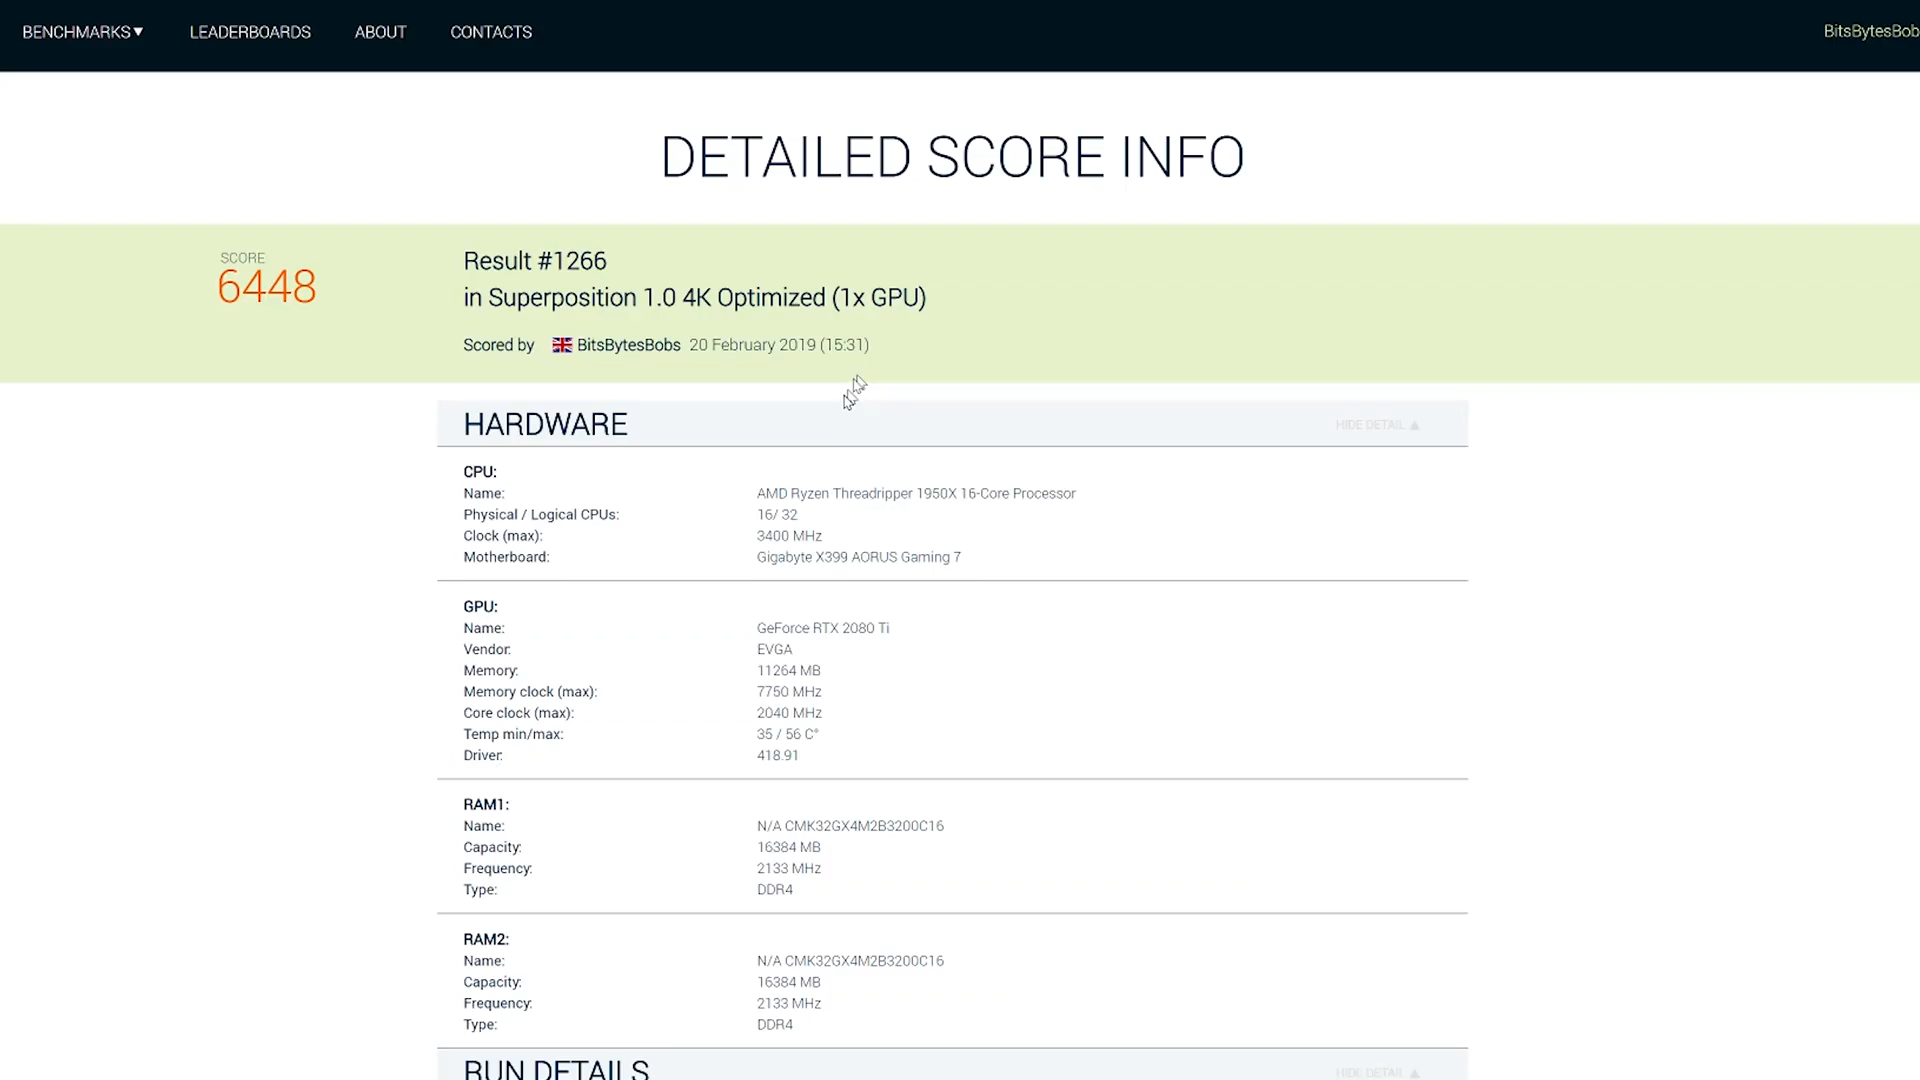 BENCHMARKS▼ LEADERBOARDS ABOUT CONTACTS BitsBytesBob
DETAILED SCORE INFO
SCORE
6448
Result #1266
in Superposition 1.0 4K Optimized (1x GPU)
Scored by BitsBytesBobs 20 February 2019 (15:31)
HARDWARE HIDE DETAIL ▲
CPU:
Name: AMD Ryzen Threadripper 1950X 16-Core Processor
Physical / Logical CPUs: 16/ 32
Clock (max): 3400 MHz
Motherboard: Gigabyte X399 AORUS Gaming 7
GPU:
Name: GeForce RTX 2080 Ti
Vendor: EVGA
Memory: 11264 MB
Memory clock (max): 7750 MHz
Core clock (max): 2040 MHz
Temp min/max: 35 / 56 C°
Driver: 418.91
RAM1:
Name: N/A CMK32GX4M2B3200C16
Capacity: 16384 MB
Frequency: 2133 MHz
Type: DDR4
RAM2:
Name: N/A CMK32GX4M2B3200C16
Capacity: 16384 MB
Frequency: 2133 MHz
Type: DDR4
RUN DETAILS HIDE DETAIL ▲